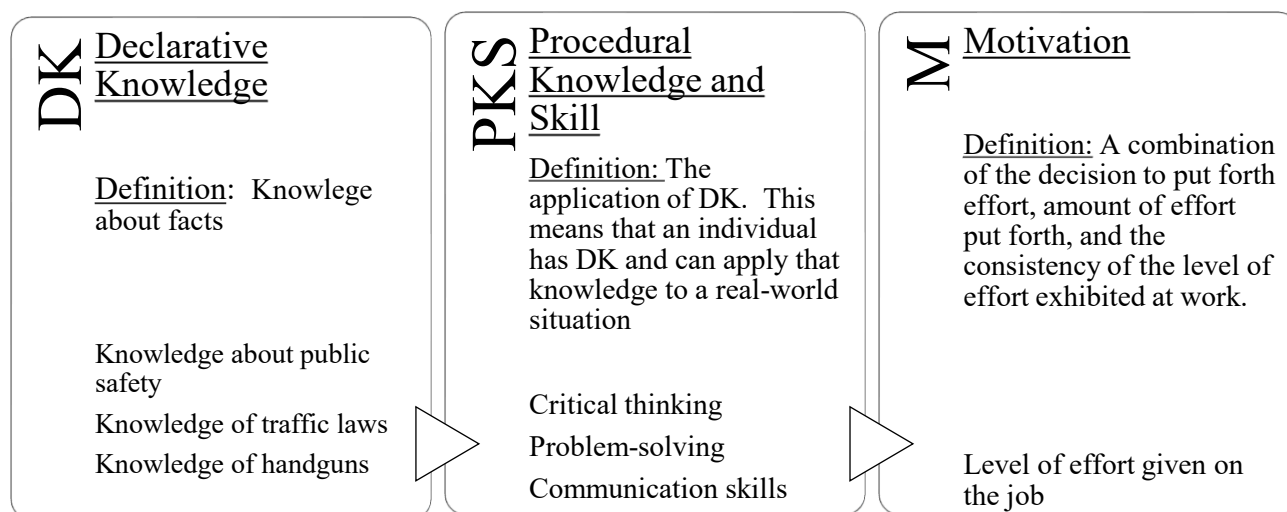 DK
Declarative
Knowledge
Definition:  Knowlege
about facts
Knowledge about public
safety
Knowledge of traffic laws
Knowledge of handguns
PKS
Procedural
Knowledge and
Skill
Definition: The
application of DK.  This
means that an individual
has DK and can apply that
knowledge to a real-world
situation
Critical thinking
Problem-solving
Communication skills
M
Motivation
Definition: A combination
of the decision to put forth
effort, amount of effort
put forth, and the
consistency of the level of
effort exhibited at work.
Level of effort given on
the job